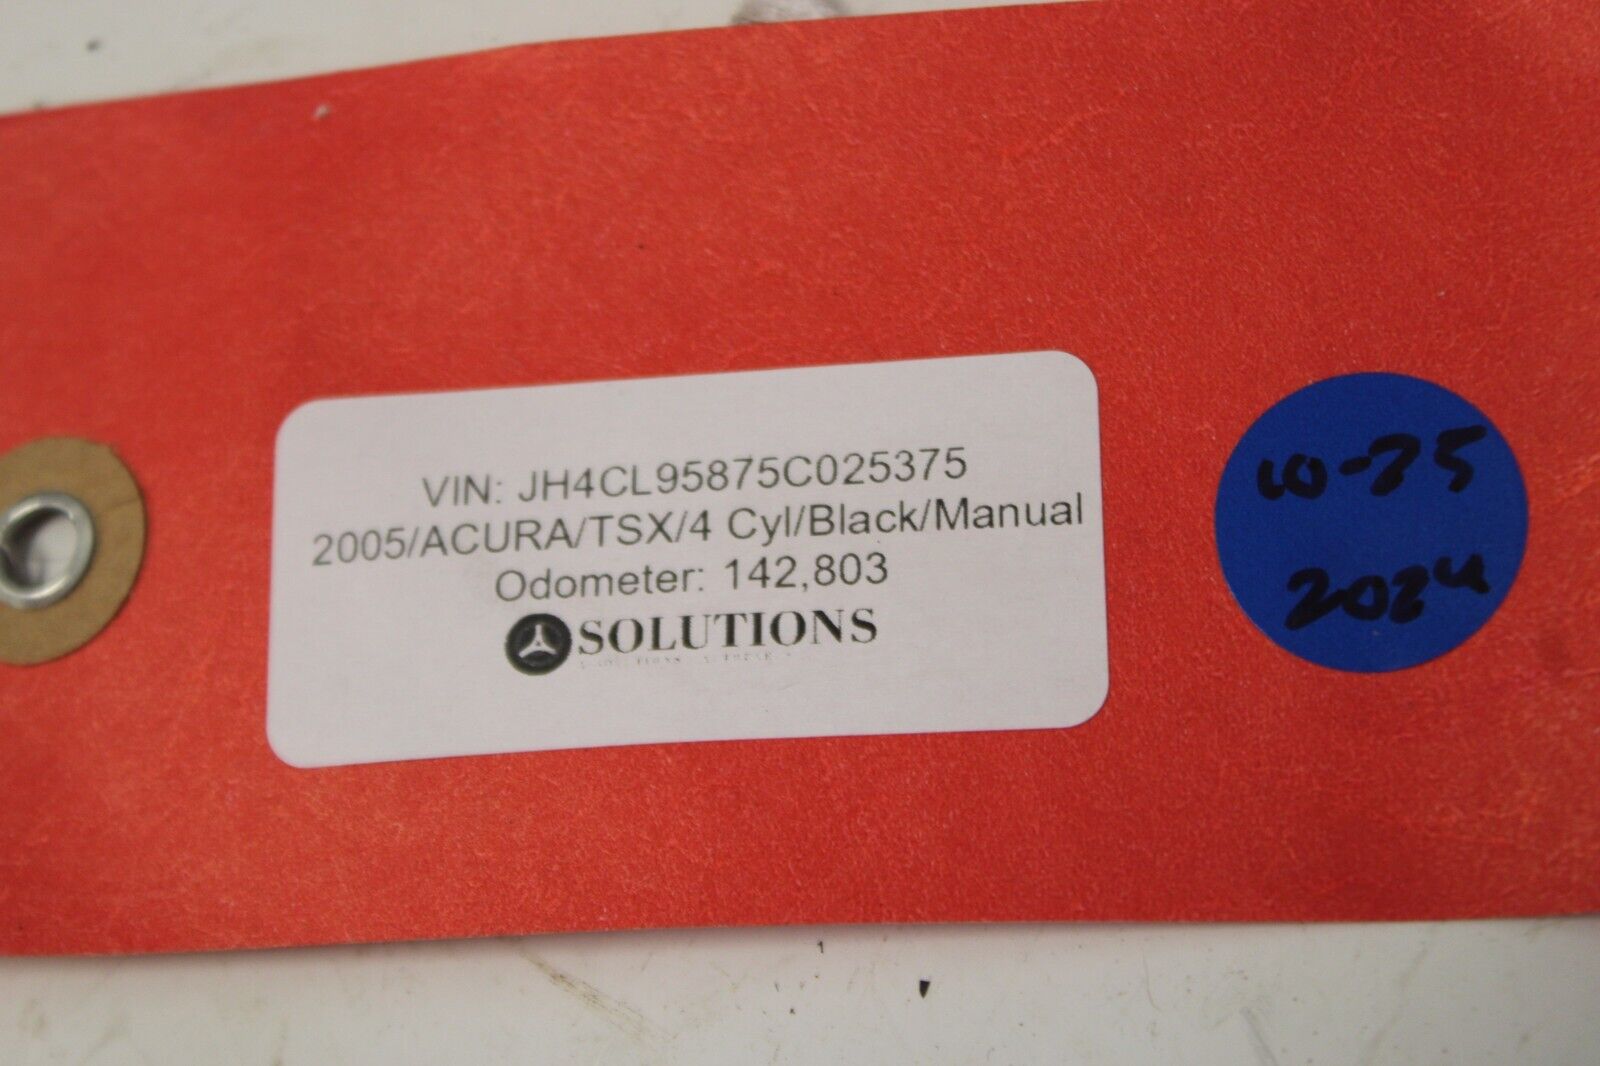 VIN: JH4CL95875C025375
2005/ACURA/TSX/4 Cyl/Black/Manual
Odometer: 142,803
SOLUTIONS
10-25
2024